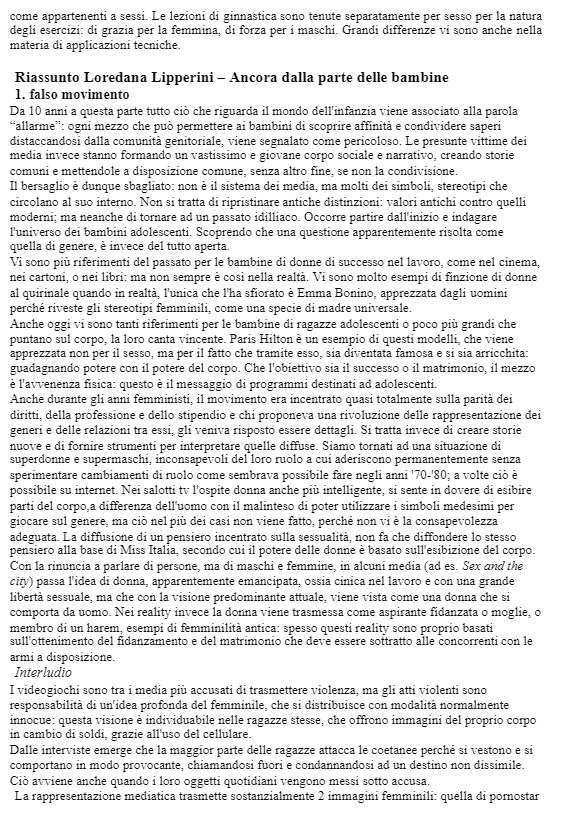 come appartenenti a sessi. Le lezioni di ginnastica sono tenute separatamente per sesso per la natura
degli esercizi: di grazia per la femmina, di forza per i maschi. Grandi differenze vi sono anche nella
materia di applicazioni tecniche.
Riassunto Loredana Lipperini – Ancora dalla parte delle bambine
1. falso movimento
Da 10 anni a questa parte tutto ciò che riguarda il mondo dell'infanzia viene associato alla parola
“allarme”: ogni mezzo che può permettere ai bambini di scoprire affinità e condividere saperi
distaccandosi dalla comunità genitoriale, viene segnalato come pericoloso. Le presunte vittime dei
media invece stanno formando un vastissimo e giovane corpo sociale e narrativo, creando storie
comuni e mettendole a disposizione comune, senza altro fine, se non la condivisione.
Il bersaglio è dunque sbagliato: non è il sistema dei media, ma molti dei simboli, stereotipi che
circolano al suo interno. Non si tratta di ripristinare antiche distinzioni: valori antichi contro quelli
moderni; ma neanche di tornare ad un passato idilliaco. Occorre partire dall'inizio e indagare
l'universo dei bambini adolescenti. Scoprendo che una questione apparentemente risolta come
quella di genere, è invece del tutto aperta.
Vi sono più riferimenti del passato per le bambine di donne di successo nel lavoro, come nel cinema,
nei cartoni, o nei libri: ma non sempre è così nella realtà. Vi sono molto esempi di finzione di donne
al quirinale quando in realtà, l'unica che l'ha sfiorato è Emma Bonino, apprezzata dagli uomini
perché riveste gli stereotipi femminili, come una specie di madre universale.
Anche oggi vi sono tanti riferimenti per le bambine di ragazze adolescenti o poco più grandi che
puntano sul corpo, la loro carta vincente. Paris Hilton è un esempio di questi modelli, che viene
apprezzata non per il sesso, ma per il fatto che tramite esso, sia diventata famosa e si sia arricchita:
guadagnando potere con il potere del corpo. Che l'obiettivo sia il successo o il matrimonio, il mezzo
è l'avvenenza fisica: questo è il messaggio di programmi destinati ad adolescenti.
Anche durante gli anni femministi, il movimento era incentrato quasi totalmente sulla parità dei
diritti, della professione e dello stipendio e chi proponeva una rivoluzione delle rappresentazione dei
generi e delle relazioni tra essi, gli veniva risposto essere dettagli. Si tratta invece di creare storie
nuove e di fornire strumenti per interpretare quelle diffuse. Siamo tornati ad una situazione di
superdonne e supermaschi, inconsapevoli del loro ruolo a cui aderiscono permanentemente senza
sperimentare cambiamenti di ruolo come sembrava possibile fare negli anni '70-'80; a volte ciò è
possibile su internet. Nei salotti tv l'ospite donna anche più intelligente, si sente in dovere di esibire
parti del corpo,a differenza dell'uomo con il malinteso di poter utilizzare i simboli medesimi per
giocare sul genere, ma ciò nel più dei casi non viene fatto, perché non vi è la consapevolezza
adeguata. La diffusione di un pensiero incentrato sulla sessualità, non fa che diffondere lo stesso
pensiero alla base di Miss Italia, secondo cui il potere delle donne è basato sull'esibizione del corpo.
Con la rinuncia a parlare di persone, ma di maschi e femmine, in alcuni media (ad es. Sex and the
city) passa l'idea di donna, apparentemente emancipata, ossia cinica nel lavoro e con una grande
libertà sessuale, ma che con la visione predominante attuale, viene vista come una donna che si
comporta da uomo. Nei reality invece la donna viene trasmessa come aspirante fidanzata o moglie, o
membro di un harem, esempi di femminilità antica: spesso questi reality sono proprio basati
sull'ottenimento del fidanzamento e del matrimonio che deve essere sottratto alle concorrenti con le
armi a disposizione.
Interludio
I videogiochi sono tra i media più accusati di trasmettere violenza, ma gli atti violenti sono
responsabilità di un'idea profonda del femminile, che si distribuisce con modalità normalmente
innocue: questa visione è individuabile nelle ragazze stesse, che offrono immagini del proprio corpo
in cambio di soldi, grazie all'uso del cellulare.
Dalle interviste emerge che la maggior parte delle ragazze attacca le coetanee perché si vestono e si
comportano in modo provocante, chiamandosi fuori e condannandosi ad un destino non dissimile.
Ciò avviene anche quando i loro oggetti quotidiani vengono messi sotto accusa.
La rappresentazione mediatica trasmette sostanzialmente 2 immagini femminili: quella di pornostar